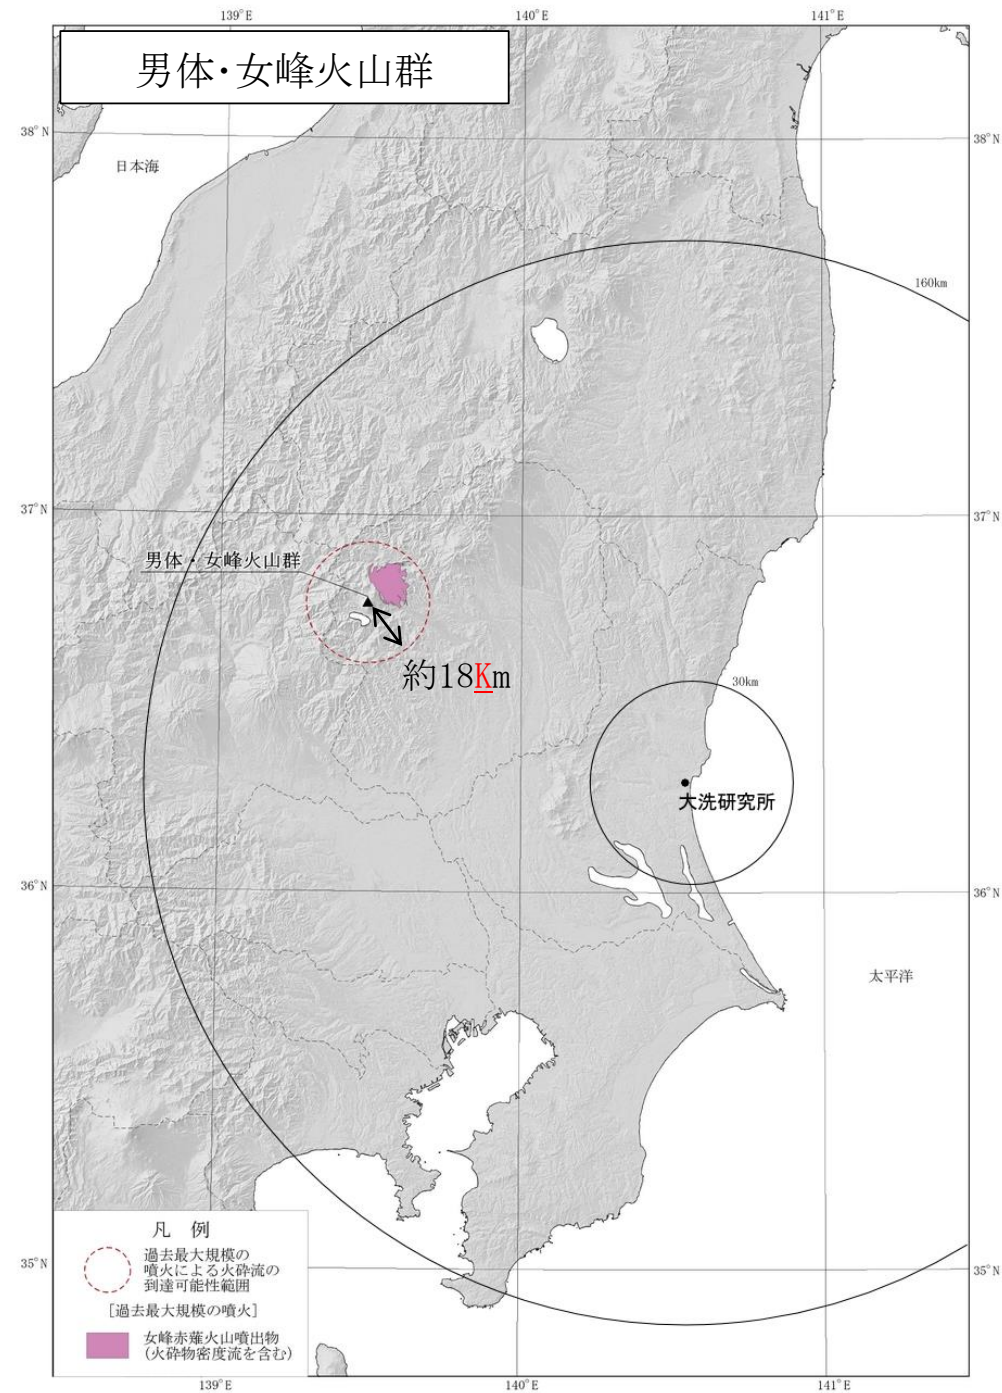 139°E 140°E 141°E
男体・女峰火山群
38°N 38°N
日本海
160km
37°N 37°N
男体・女峰火山群
約18Km
30km
大洗研究所
36°N 36°N
太平洋
凡 例
過去最大規模の
噴火による火砕流の
到達可能性範囲
[過去最大規模の噴火]
女峰赤薙火山噴出物
(火砕物密度流を含む)
35°N 35°N
139°E 140°E 141°E